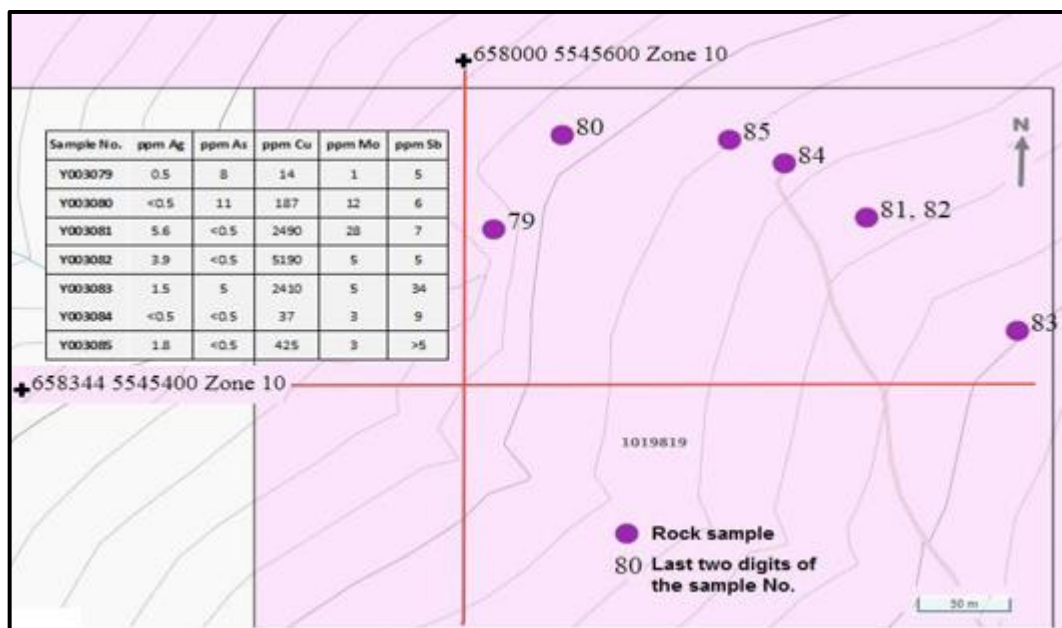 658000 5545600 Zone 10
80
85
84
N
81, 82
79
83
Sample No. ppm Ag ppm As ppm Cu ppm Mo ppm Sb
Y003079 0.5 8 14 1 5
Y003080 <0.5 11 187 12 6
Y003081 5.6 <0.5 2490 28 7
Y003082 3.9 <0.5 5190 5 5
Y003083 1.5 5 2410 5 34
Y003084 <0.5 <0.5 37 3 9
Y003085 1.8 <0.5 425 3 >5
658344 5545400 Zone 10
1019819
Rock sample
80 Last two digits of
the sample No.
50 m